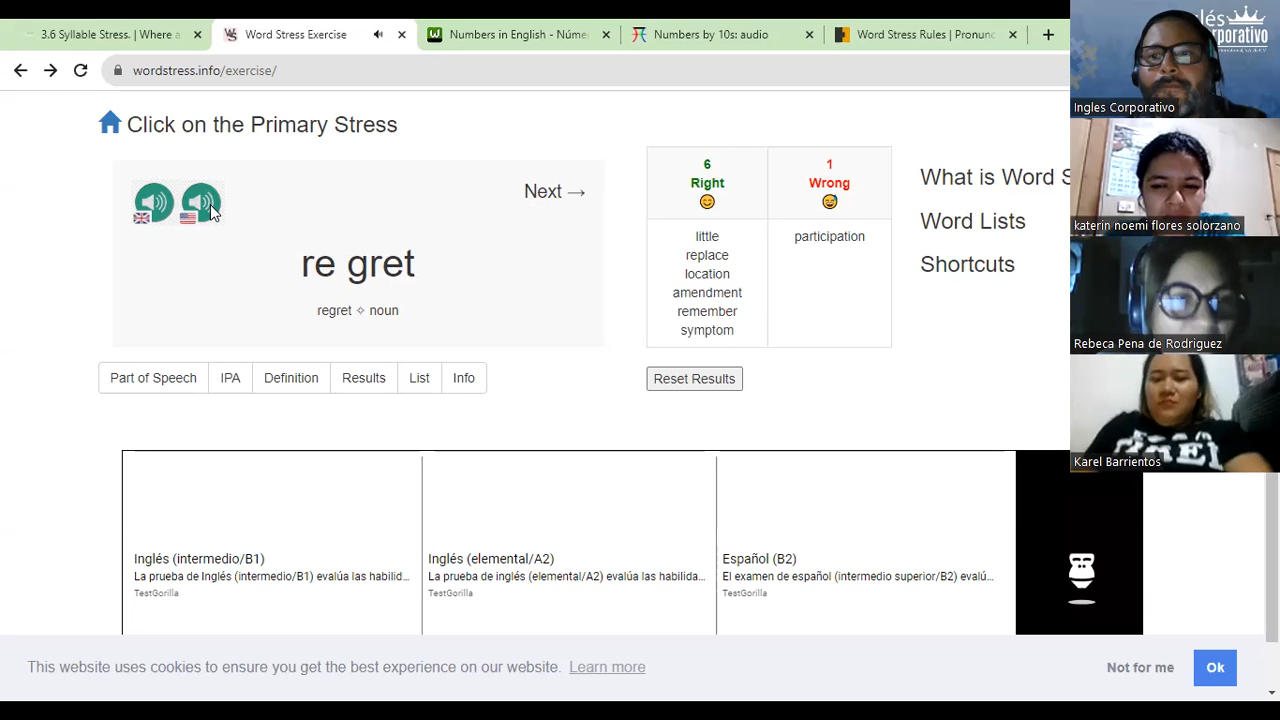 3.6 Syllable Stress. | Where a
Word Stress Exercise
Numbers in English - Núme
Numbers by 10s: audio
Word Stress Rules | Pronunc
wordstress.info/exercise/
Click on the Primary Stress
Next →
re gret
regret ✧ noun
Part of Speech
IPA
Definition
Results
List
Info
6
Right
1
Wrong
little
replace
location
amendment
remember
symptom
participation
Reset Results
What is Word S
Word Lists
Shortcuts
Inglés (intermedio/B1)
La prueba de Inglés (intermedio/B1) evalúa las habilid...
TestGorilla
Inglés (elemental/A2)
La prueba de inglés (elemental/A2) evalúa las habilida...
TestGorilla
Español (B2)
El examen de español (intermedio superior/B2) evalú...
TestGorilla
This website uses cookies to ensure you get the best experience on our website. Learn more
Not for me
Ok
Ingles Corporativo
katerin noemi flores solorzano
Rebeca Pena de Rodriguez
Karel Barrientos